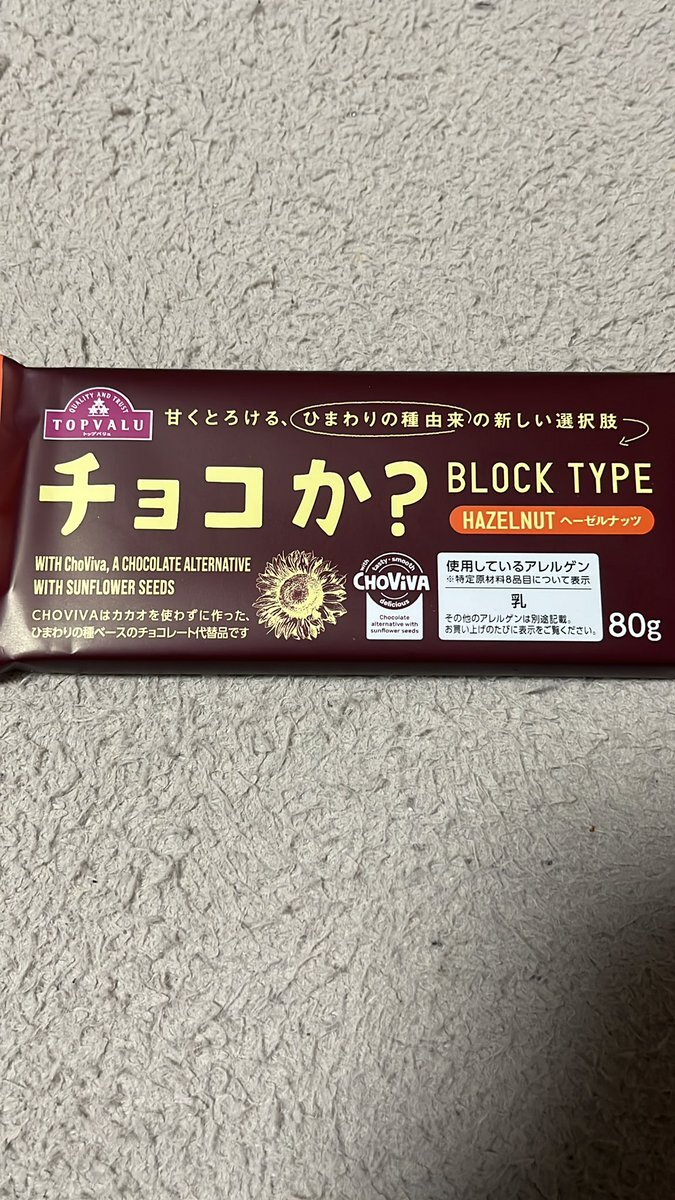 QUALITY AND TRUST
TOPVALU
トップバリュ
甘くとろける、ひまわりの種由来の新しい選択肢
チョコか?
BLOCK TYPE
HAZELNUT ヘーゼルナッツ
WITH ChoViva, A CHOCOLATE ALTERNATIVE
WITH SUNFLOWER SEEDS
CHOVIVAはカカオを使わずに作った、
ひまわりの種ベースのチョコレート代替品です
with
tasty・smooth
CHOViVA
delicious
Chocolate
alternative with
sunflower seeds
使用しているアレルゲン
※特定原材料8品目について表示
乳
その他のアレルゲンは別途記載。
お買い上げのたびに表示をご覧ください。
80g